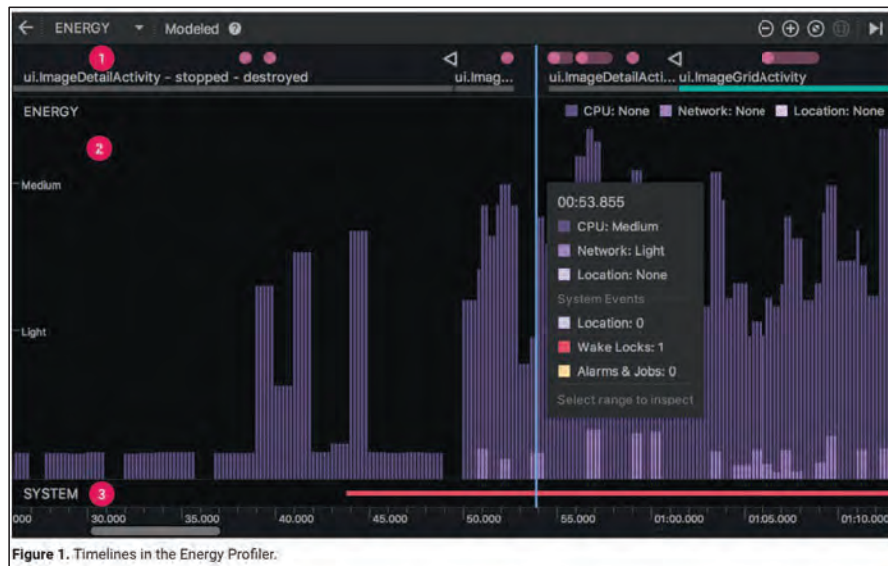 ENERGY Modeled ?
1
ui.ImageDetailActivity - stopped - destroyed ui.Imag... ui.ImageDetailActi... ui.ImageGridActivity
ENERGY CPU: None Network: None Location: None
2
Medium
00:53.855
CPU: Medium
Network: Light
Location: None
System Events
Light
Location: 0
Wake Locks: 1
Alarms & Jobs: 0
Select range to inspect
SYSTEM 3
000 30.000 35.000 40.000 45.000 50.000 55.000 01:00.000 01:05.000 01:10.000
Figure 1. Timelines in the Energy Profiler.